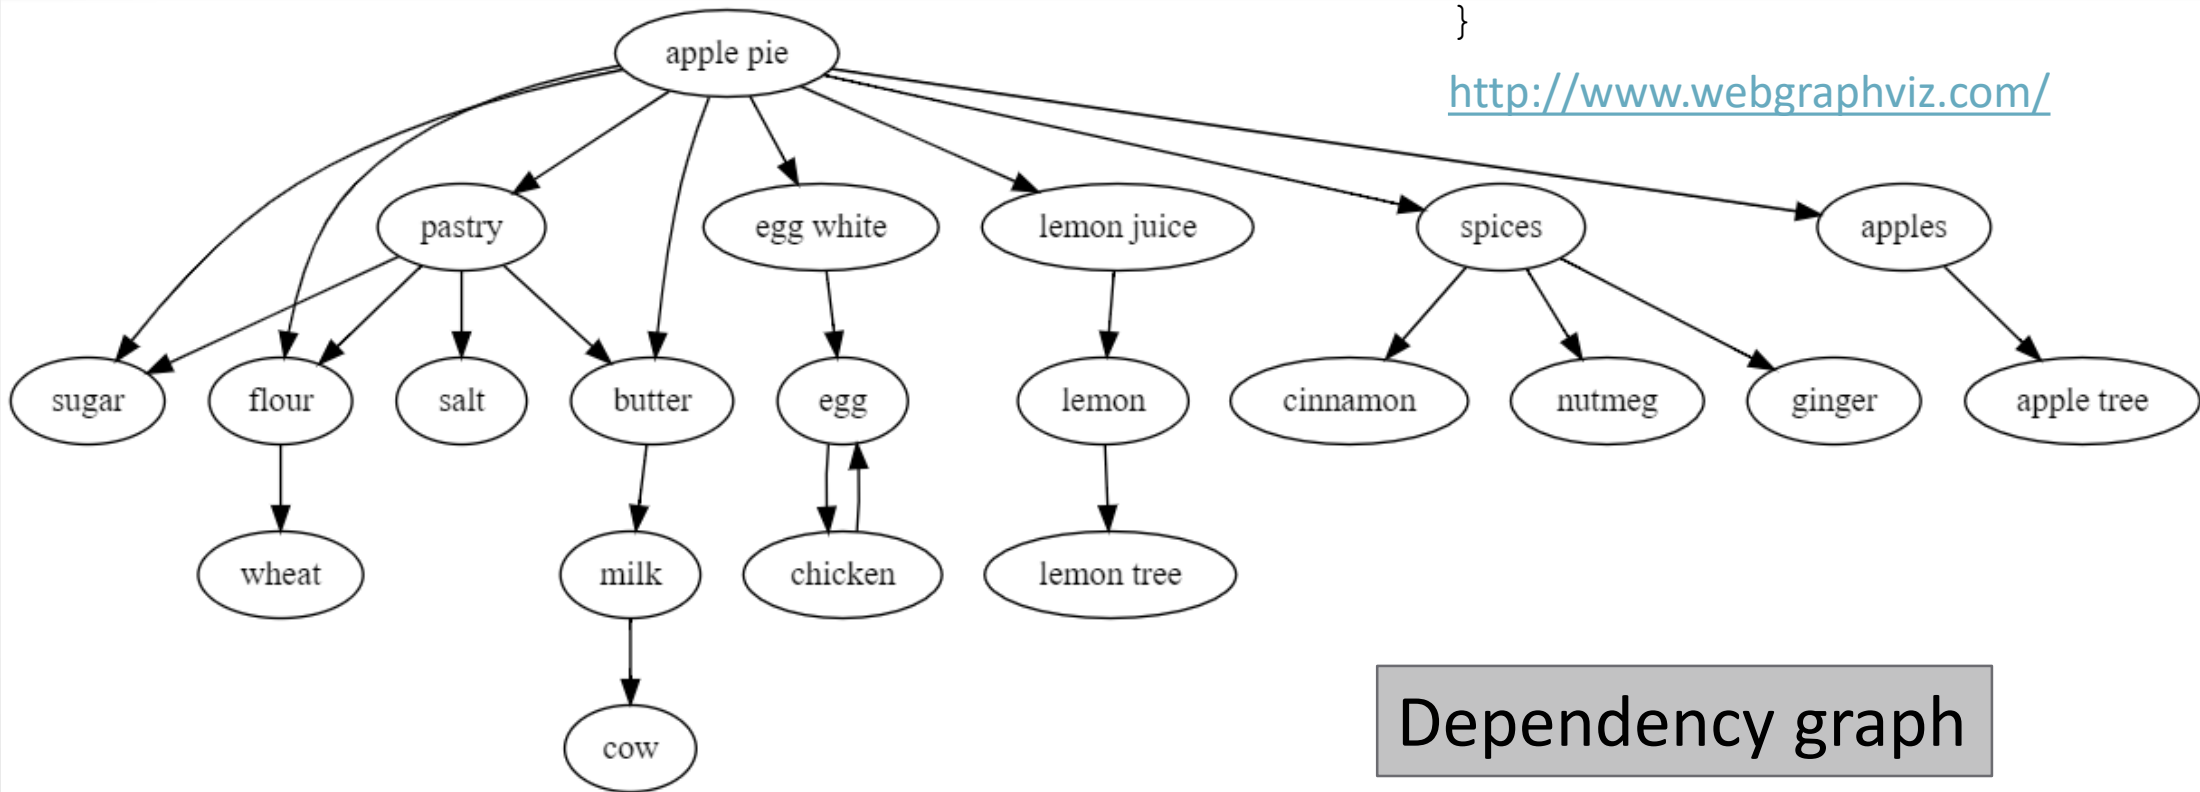 }
apple pie
http://www.webgraphviz.com/
pastry
egg white
lemon juice
spices
apples
sugar
flour
salt
butter
egg
lemon
cinnamon
nutmeg
ginger
apple tree
wheat
milk
chicken
lemon tree
cow
Dependency graph